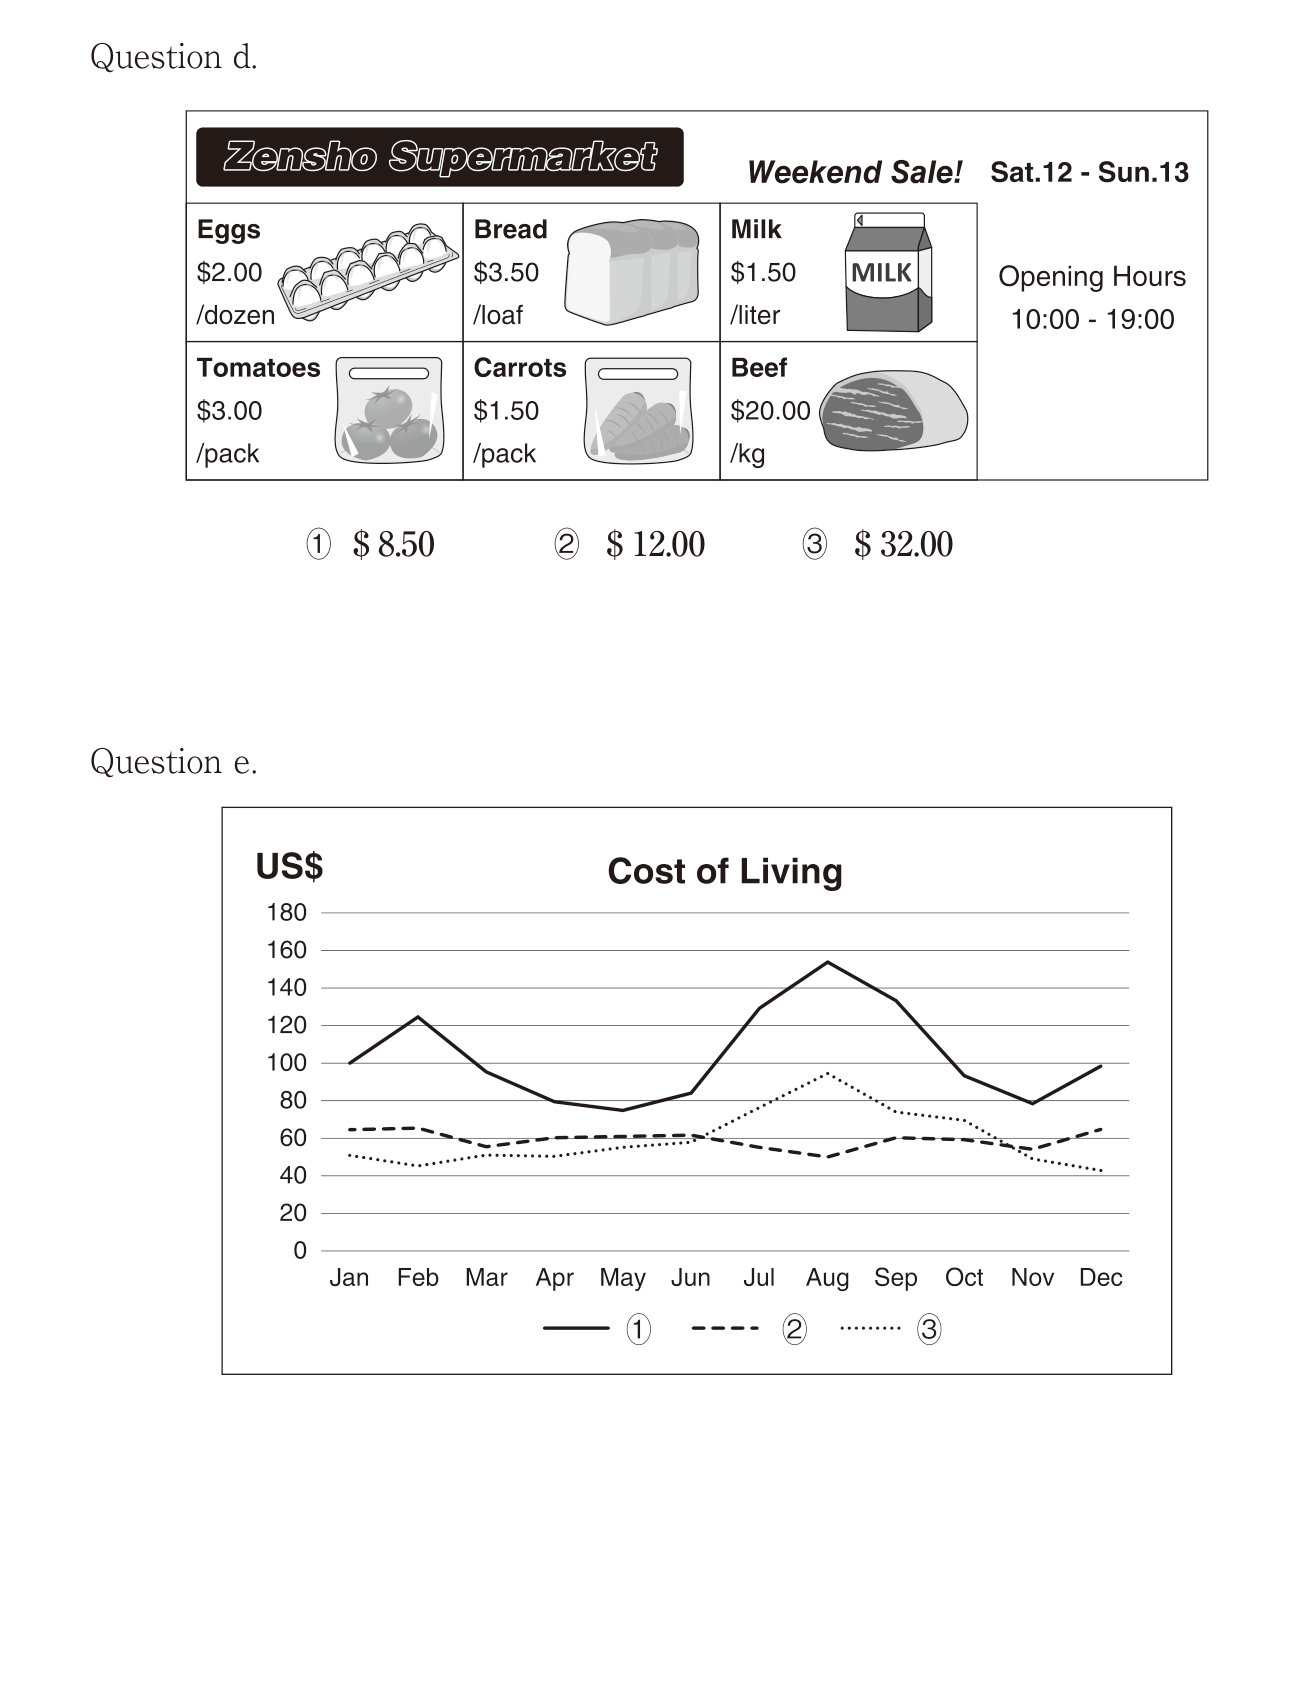 Question d.
Zensho Supermarket
Weekend Sale! Sat.12 - Sun.13
Eggs
$2.00
/dozen
Bread
$3.50
/loaf
Milk
$1.50
/liter
MILK
Opening Hours
10:00 - 19:00
Tomatoes
$3.00
/pack
Carrots
$1.50
/pack
Beef
$20.00
/kg
① $ 8.50 ② $ 12.00 ③ $ 32.00
Question e.
US$ Cost of Living
180
160
140
120
100
80
60
40
20
0
Jan Feb Mar Apr May Jun Jul Aug Sep Oct Nov Dec
① ② ③